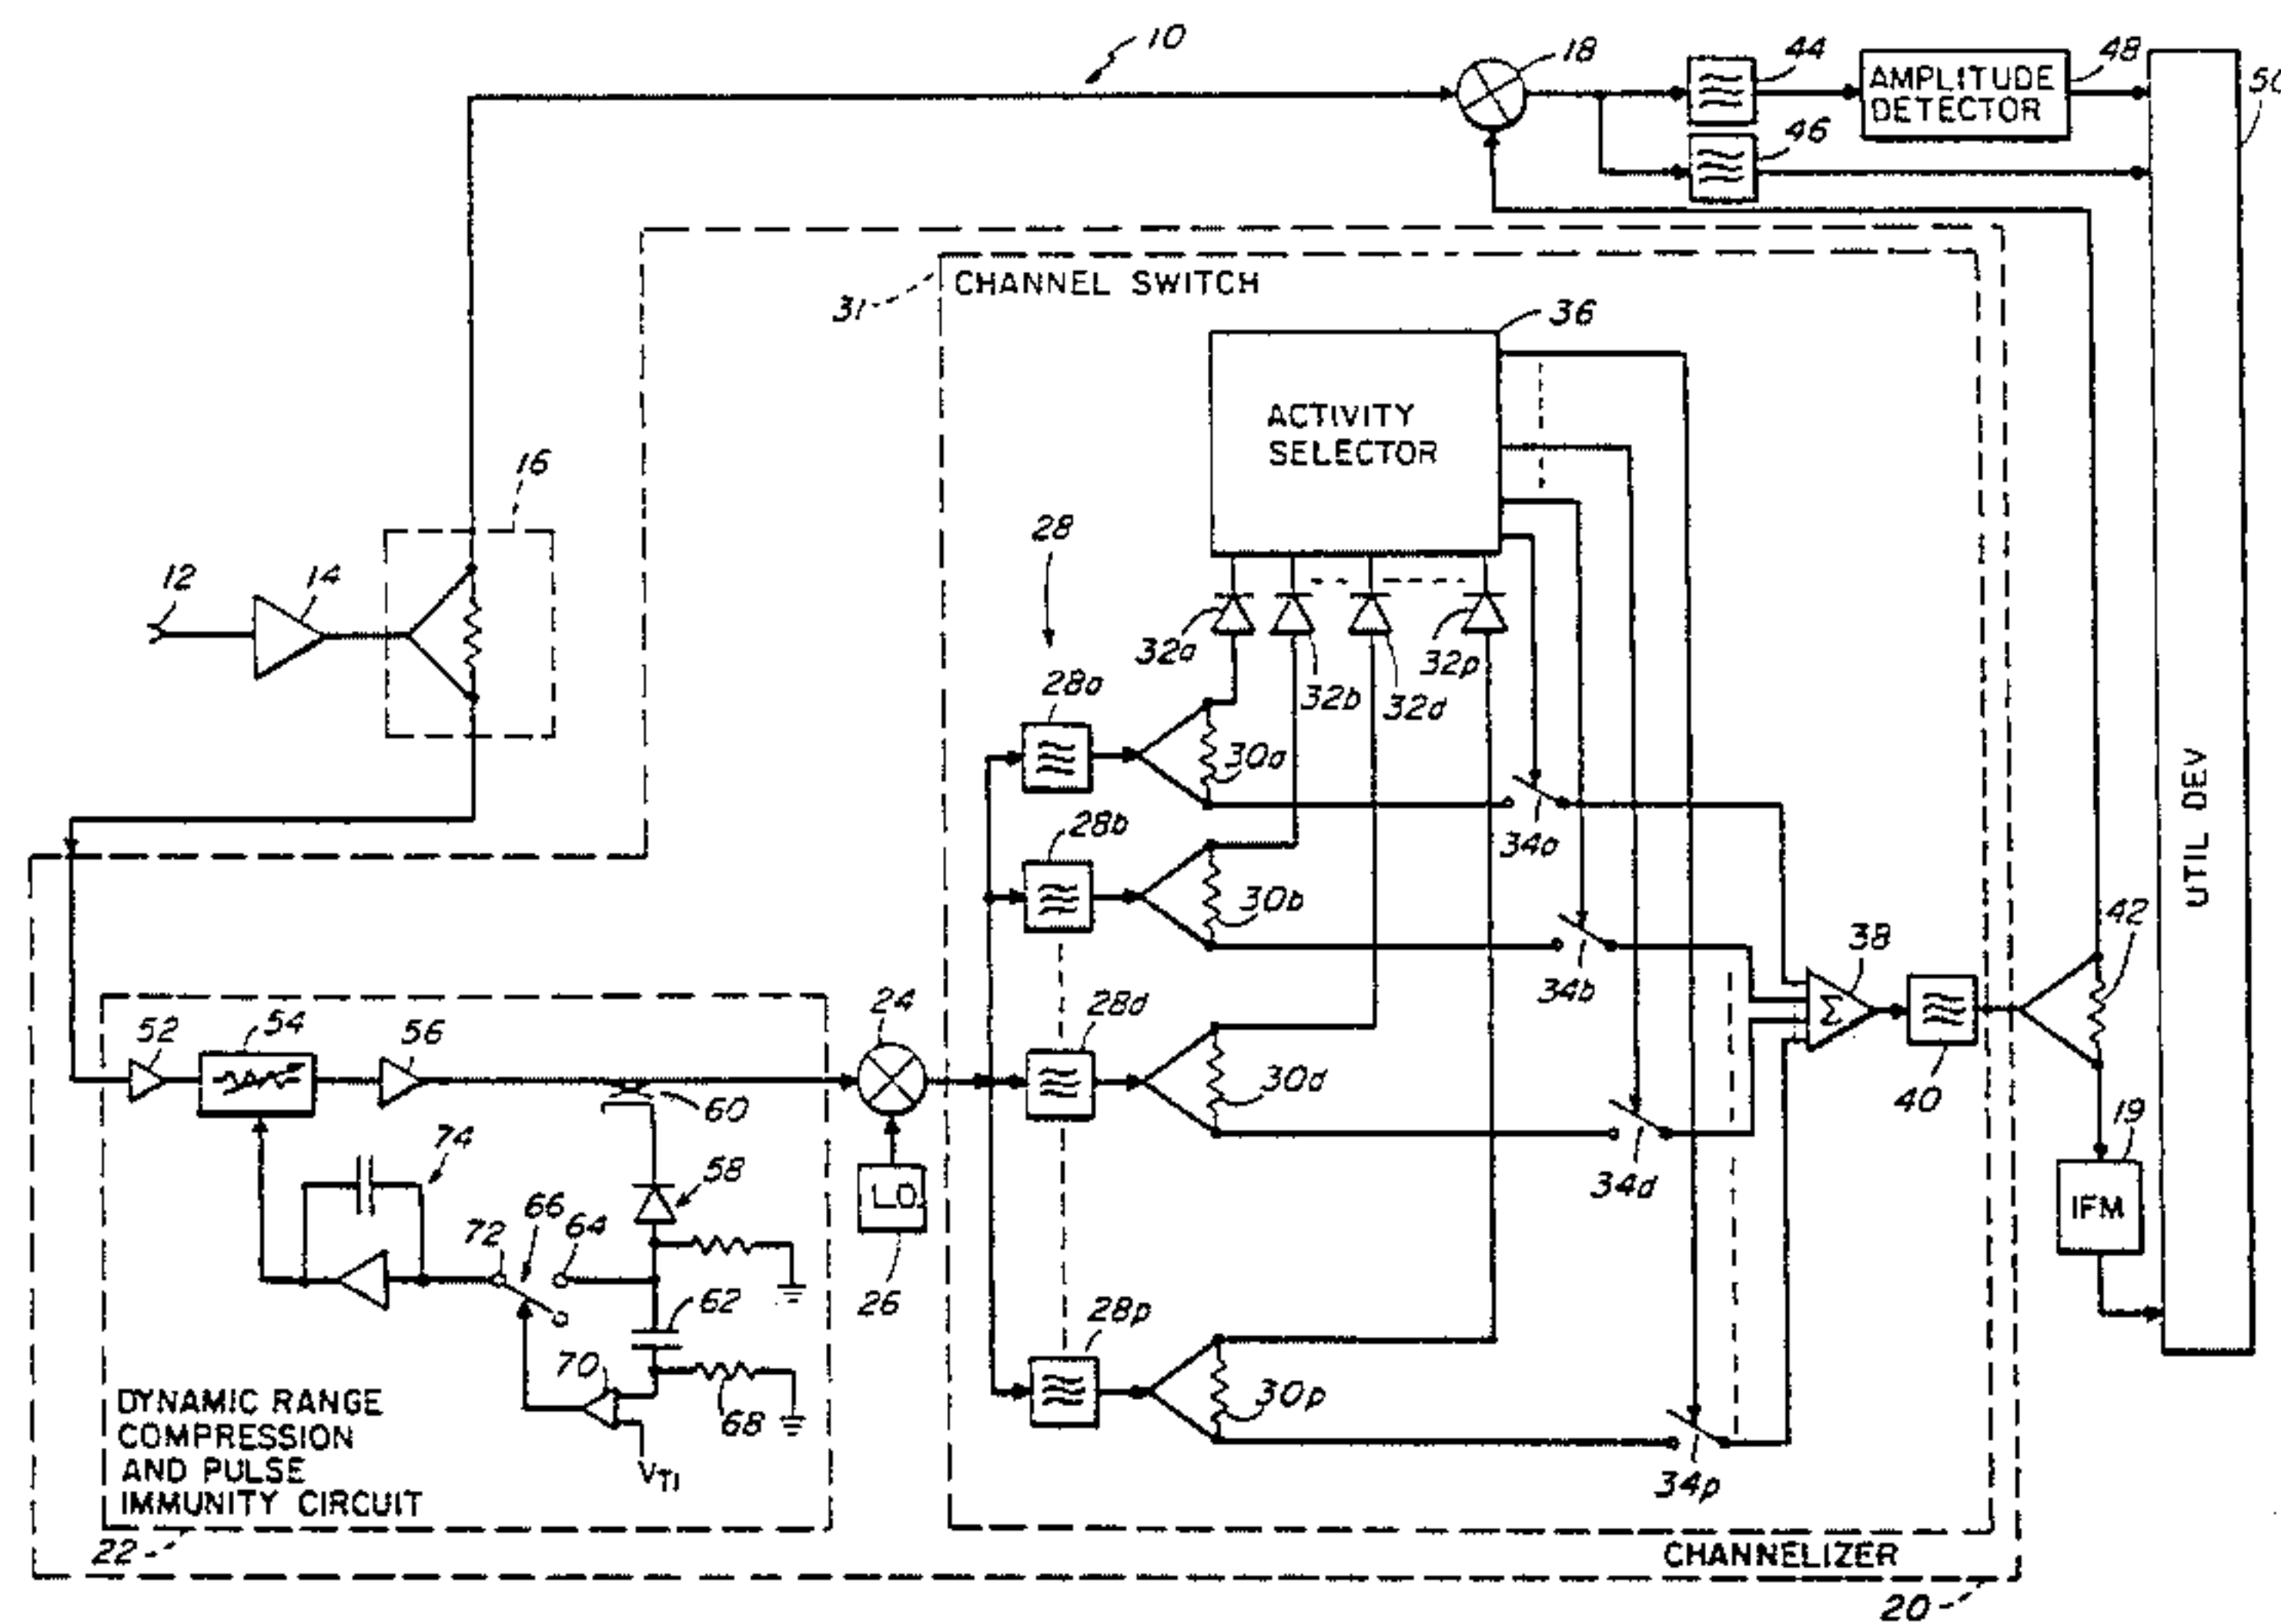 10
18
44
AMPLITUDE
DETECTOR
48
50
46
31
CHANNEL SWITCH
36
ACTIVITY
SELECTOR
16
28
12
14
32a
32b
32d
32p
28a
30a
34a
28b
30b
34b
UTIL DEV
42
38
Σ
40
52
54
56
24
28d
30d
34d
60
19
IFM
74
58
LO
26
72
66
64
62
28p
30p
34p
70
68
VT1
DYNAMIC RANGE
COMPRESSION
AND PULSE
IMMUNITY CIRCUIT
22
CHANNELIZER
20